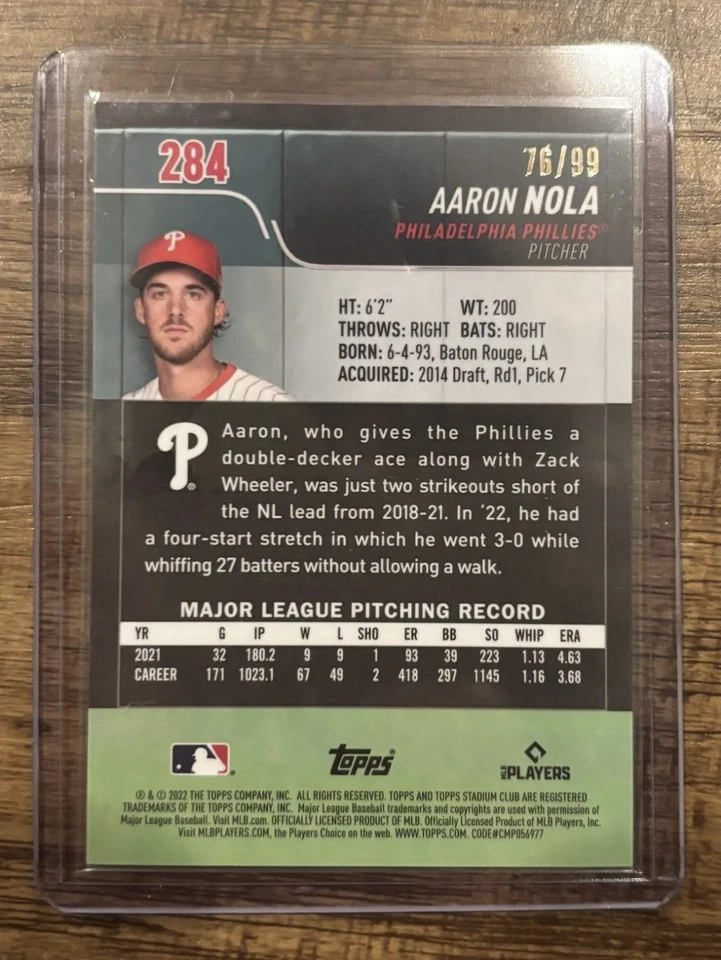 284
76/99
AARON NOLA
PHILADELPHIA PHILLIES®
PITCHER
P
HT: 6'2" WT: 200
THROWS: RIGHT BATS: RIGHT
BORN: 6-4-93, Baton Rouge, LA
ACQUIRED: 2014 Draft, Rd1, Pick 7
P® Aaron, who gives the Phillies a
double-decker ace along with Zack
Wheeler, was just two strikeouts short of
the NL lead from 2018-21. In '22, he had
a four-start stretch in which he went 3-0 while
whiffing 27 batters without allowing a walk.
MAJOR LEAGUE PITCHING RECORD
YR G IP W L SHO ER BB SO WHIP ERA
2021 32 180.2 9 9 1 93 39 223 1.13 4.63
CAREER 171 1023.1 67 49 2 418 297 1145 1.16 3.68
topps® MLB PLAYERS
® & © 2022 THE TOPPS COMPANY, INC. ALL RIGHTS RESERVED. TOPPS AND TOPPS STADIUM CLUB ARE REGISTERED
TRADEMARKS OF THE TOPPS COMPANY, INC. Major League Baseball trademarks and copyrights are used with permission of
Major League Baseball. Visit MLB.com. OFFICIALLY LICENSED PRODUCT OF MLB. Officially Licensed Product of MLB Players, Inc.
Visit MLBPLAYERS.COM, the Players Choice on the web. WWW.TOPPS.COM. CODE#CMP056977